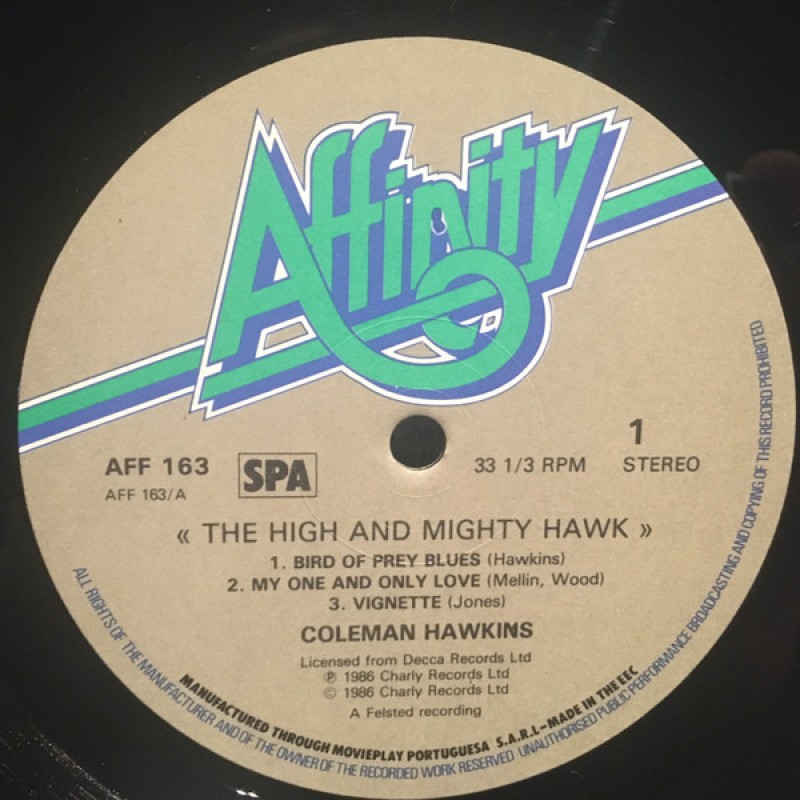 Affinity
AFF 163
AFF 163/A
SPA
33 1/3 RPM
1
STEREO
« THE HIGH AND MIGHTY HAWK »
1. BIRD OF PREY BLUES (Hawkins)
2. MY ONE AND ONLY LOVE (Mellin, Wood)
3. VIGNETTE (Jones)
COLEMAN HAWKINS
Licensed from Decca Records Ltd
℗ 1986 Charly Records Ltd
© 1986 Charly Records Ltd
A Felsted recording
MANUFACTURED THROUGH MOVIEPLAY PORTUGUESA S.A.R.L-MADE IN THE EEC
ALL RIGHTS OF THE MANUFACTURER AND OF THE OWNER OF THE RECORDED WORK RESERVED UNAUTHORISED PUBLIC PERFORMANCE BROADCASTING AND COPYING OF THIS RECORD PROHIBITED